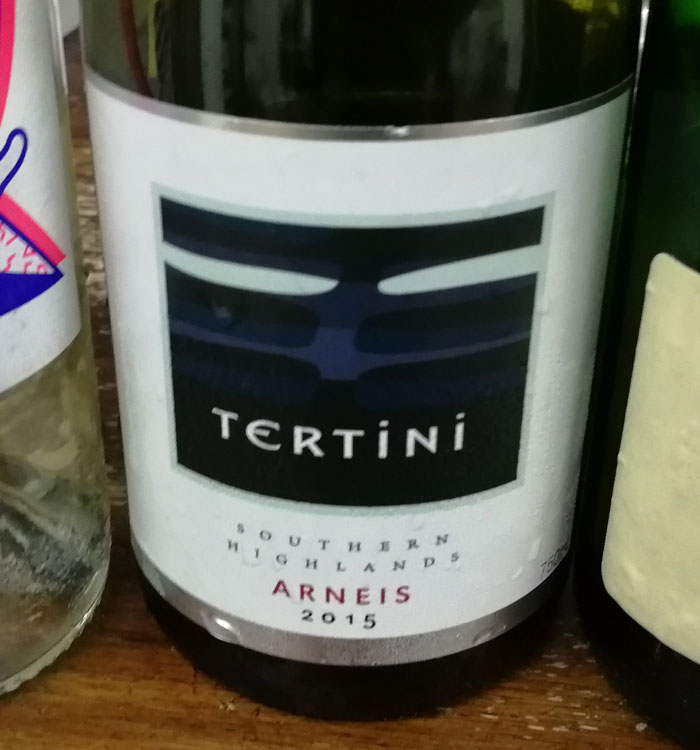 TERTiNi
SOUTHERN
HIGHLANDS
ARNEIS
2015